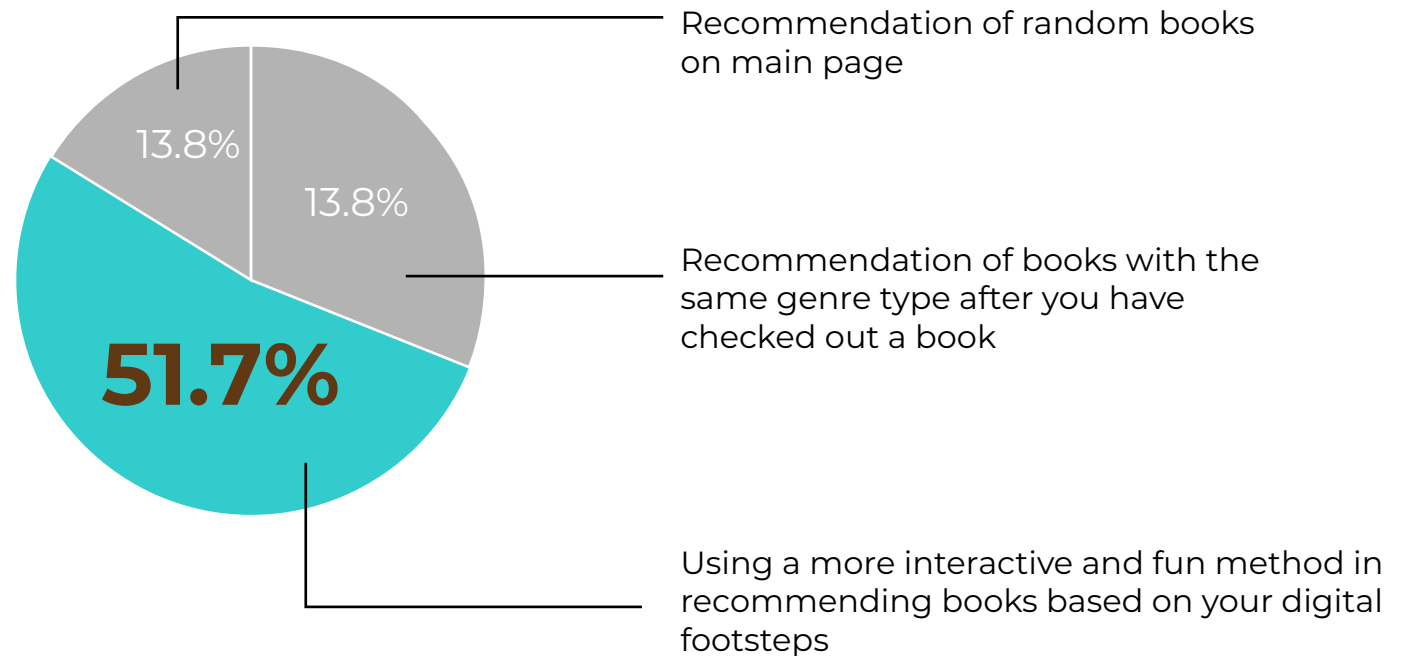 Recommendation of random books
on main page
13.8%
13.8%
Recommendation of books with the
same genre type after you have
checked out a book
51.7%
Using a more interactive and fun method in
recommending books based on your digital
footsteps